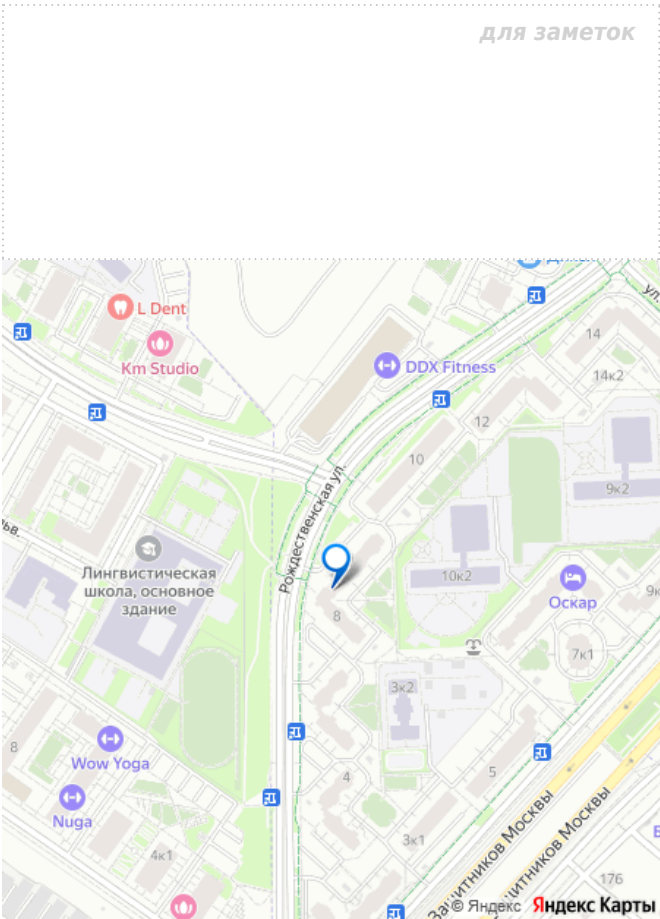 для заметок
ул.
L Dent
14
Km Studio
DDX Fitness
14к2
12
10
9к2
Рождественская ул.
ьв.
Лингвистическая
школа, основное
здание
10к2
Оскар
8
7к1
3к2
8
Wow Yoga
4
5
Nuga
3к1
4к1
Защитников Москвы
Защитников Москвы
176
© Яндекс Яндекс Карты